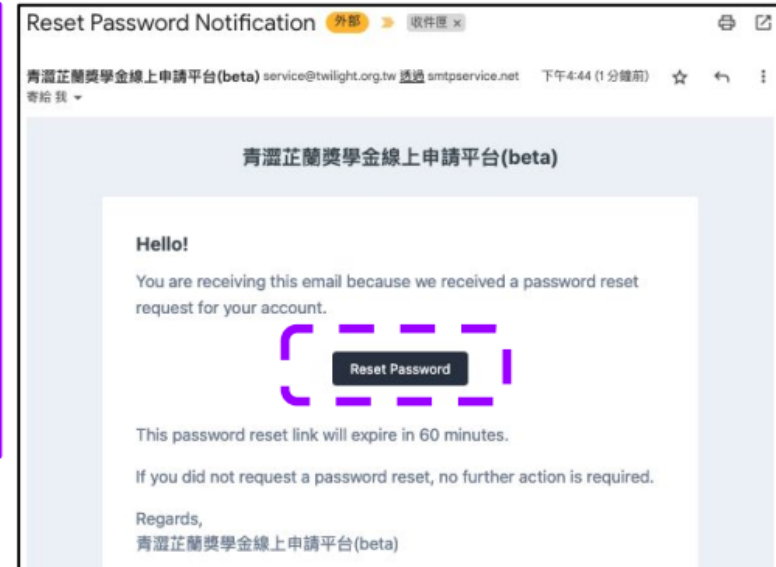 Reset Password Notification 外部 收件匣 ×
青澀芷蘭獎學金線上申請平台(beta) service@twilight.org.tw 透過 smtpservice.net 下午4:44 (1 分鐘前)
寄給 我
青澀芷蘭獎學金線上申請平台(beta)
Hello!
You are receiving this email because we received a password reset
request for your account.
Reset Password
This password reset link will expire in 60 minutes.
If you did not request a password reset, no further action is required.
Regards,
青澀芷蘭獎學金線上申請平台(beta)